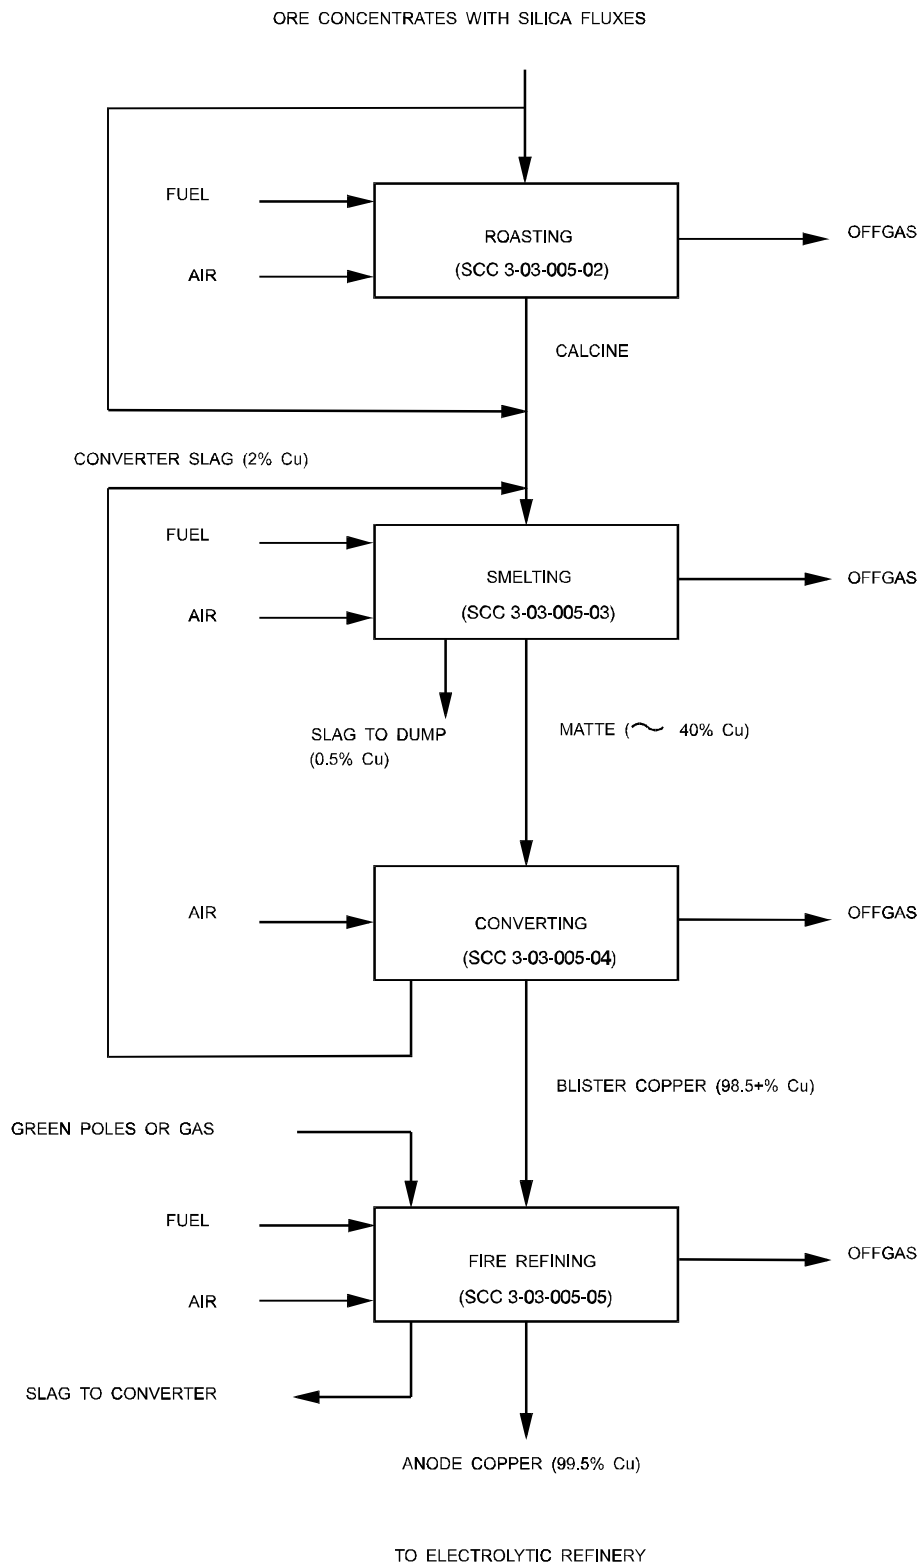 ORE CONCENTRATES WITH SILICA FLUXES
FUEL
ROASTING
OFFGAS
(SCC 3-03-005-02)
AIR
CALCINE
CONVERTER SLAG (2% Cu)
FUEL
SMELTING
OFFGAS
(SCC 3-03-005-03)
AIR
SLAG TO DUMP
(0.5% Cu)
MATTE (～ 40% Cu)
AIR
CONVERTING
OFFGAS
(SCC 3-03-005-04)
BLISTER COPPER (98.5+% Cu)
GREEN POLES OR GAS
FUEL
FIRE REFINING
OFFGAS
(SCC 3-03-005-05)
AIR
SLAG TO CONVERTER
ANODE COPPER (99.5% Cu)
TO ELECTROLYTIC REFINERY